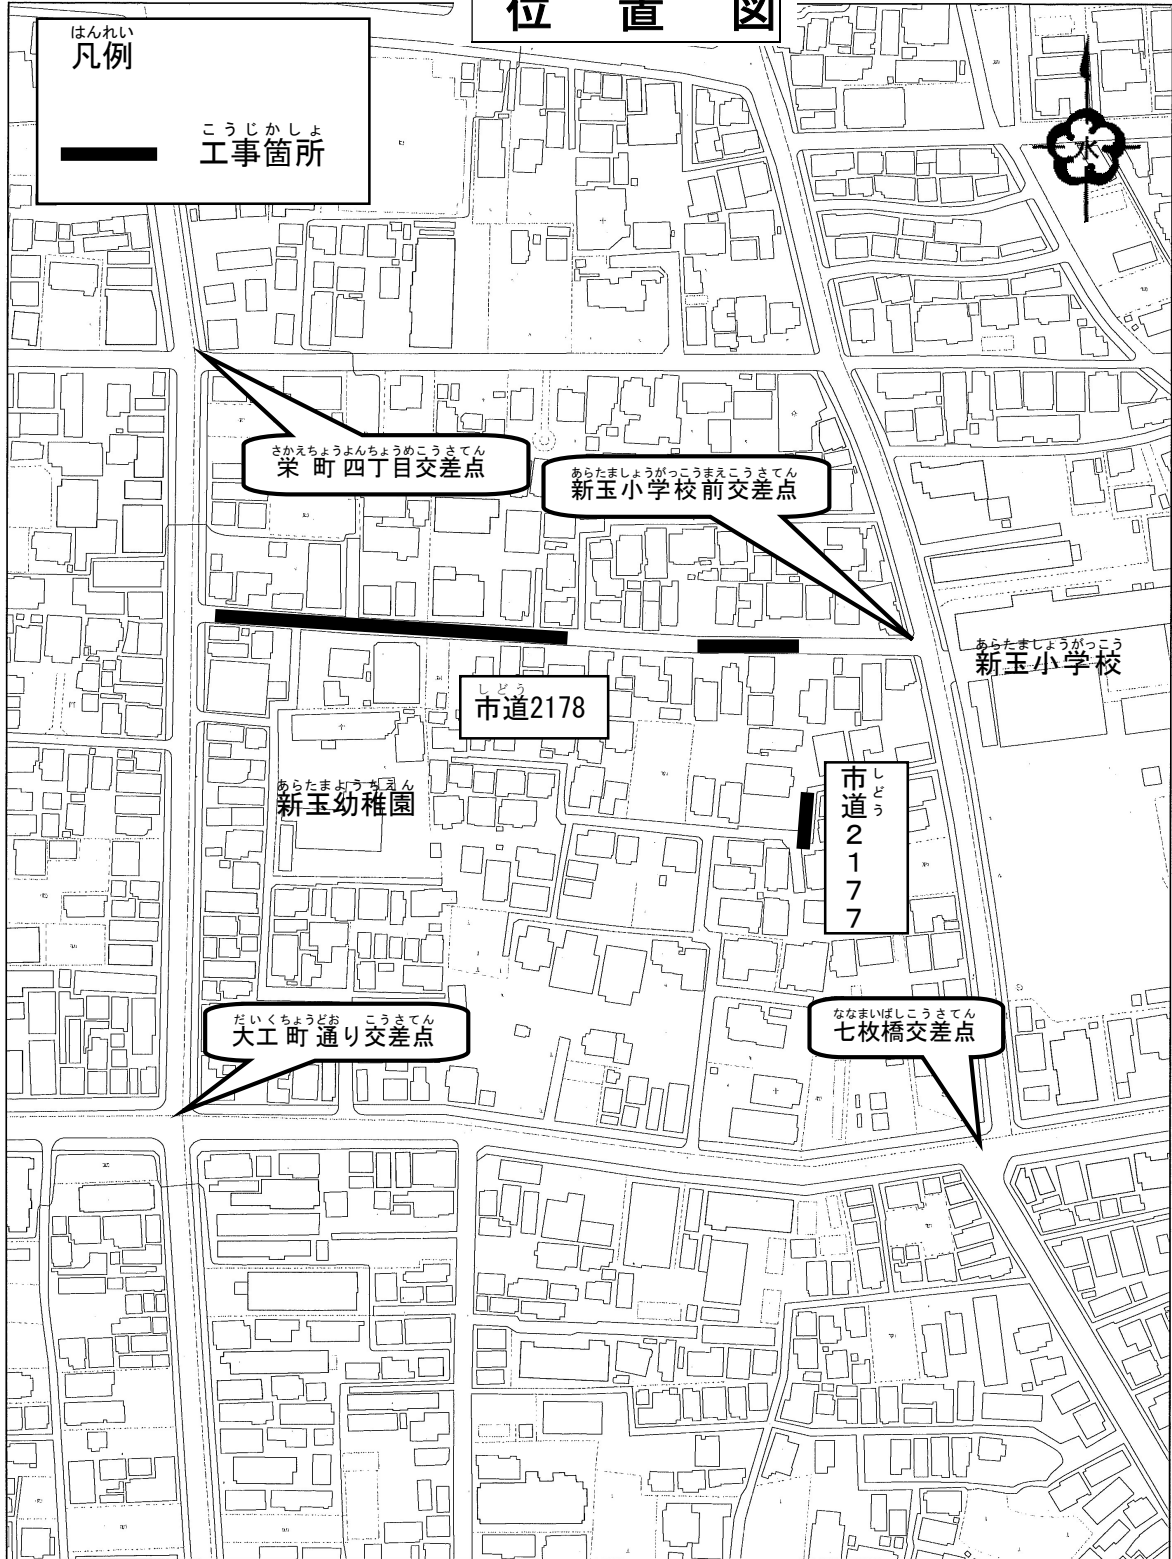 位置図
はんれい
凡例
こうじかしょ
工事箇所
水
さかえちょうよんちょうめこうさてん
栄町四丁目交差点
あらたましょうがっこうまえこうさてん
新玉小学校前交差点
あらたましょうがっこう
新玉小学校
しどう
市道2178
あらたまようちえん
新玉幼稚園
しどう
市道2177
だいくちょうどお こうさてん
大工町通り交差点
ななまいばしこうさてん
七枚橋交差点